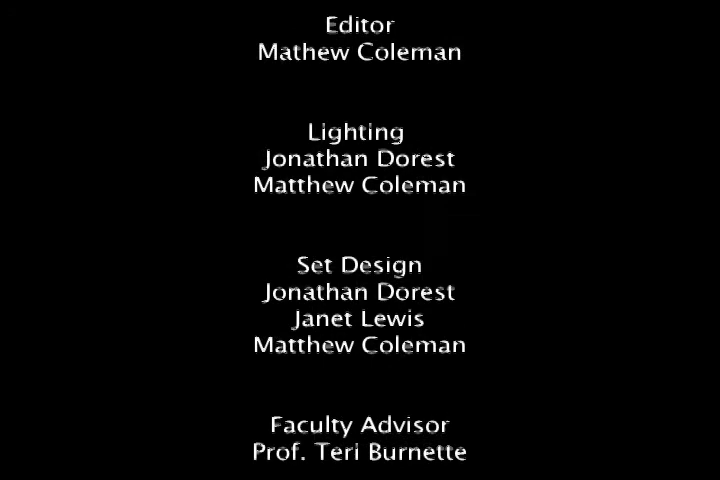 Editor
Mathew Coleman
Lighting
Jonathan Dorest
Matthew Coleman
Set Design
Jonathan Dorest
Janet Lewis
Matthew Coleman
Faculty Advisor
Prof. Teri Burnette